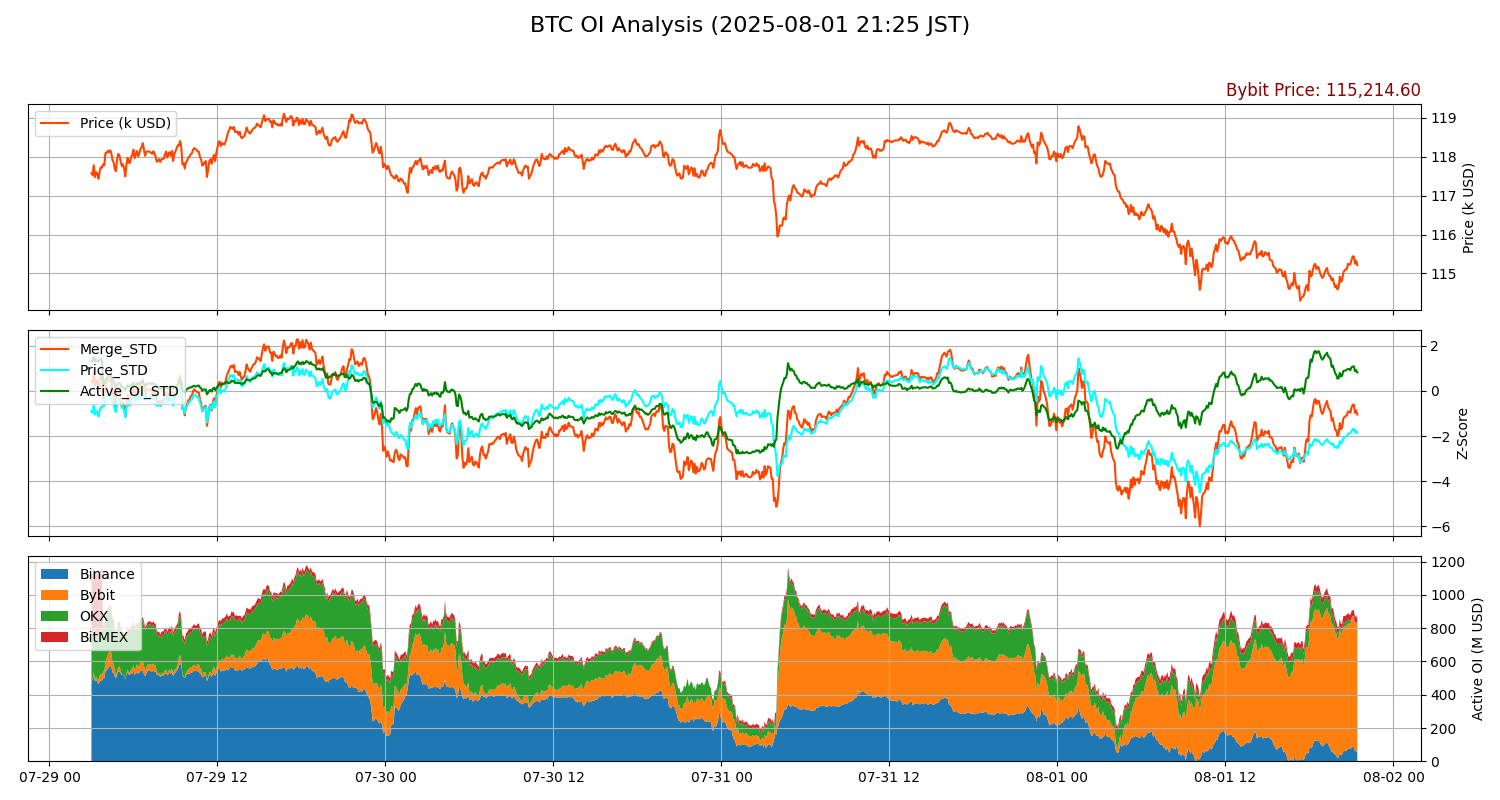 BTC OI Analysis (2025-08-01 21:25 JST)
Bybit Price: 115,214.60
Price (k USD)
119
118
117
116
115
Price (k USD)
Merge_STD
Price_STD
Active_OI_STD
2
0
−2
−4
−6
Z-Score
Binance
Bybit
OKX
BitMEX
1200
1000
800
600
400
200
0
Active OI (M USD)
07-29 00
07-29 12
07-30 00
07-30 12
07-31 00
07-31 12
08-01 00
08-01 12
08-02 00